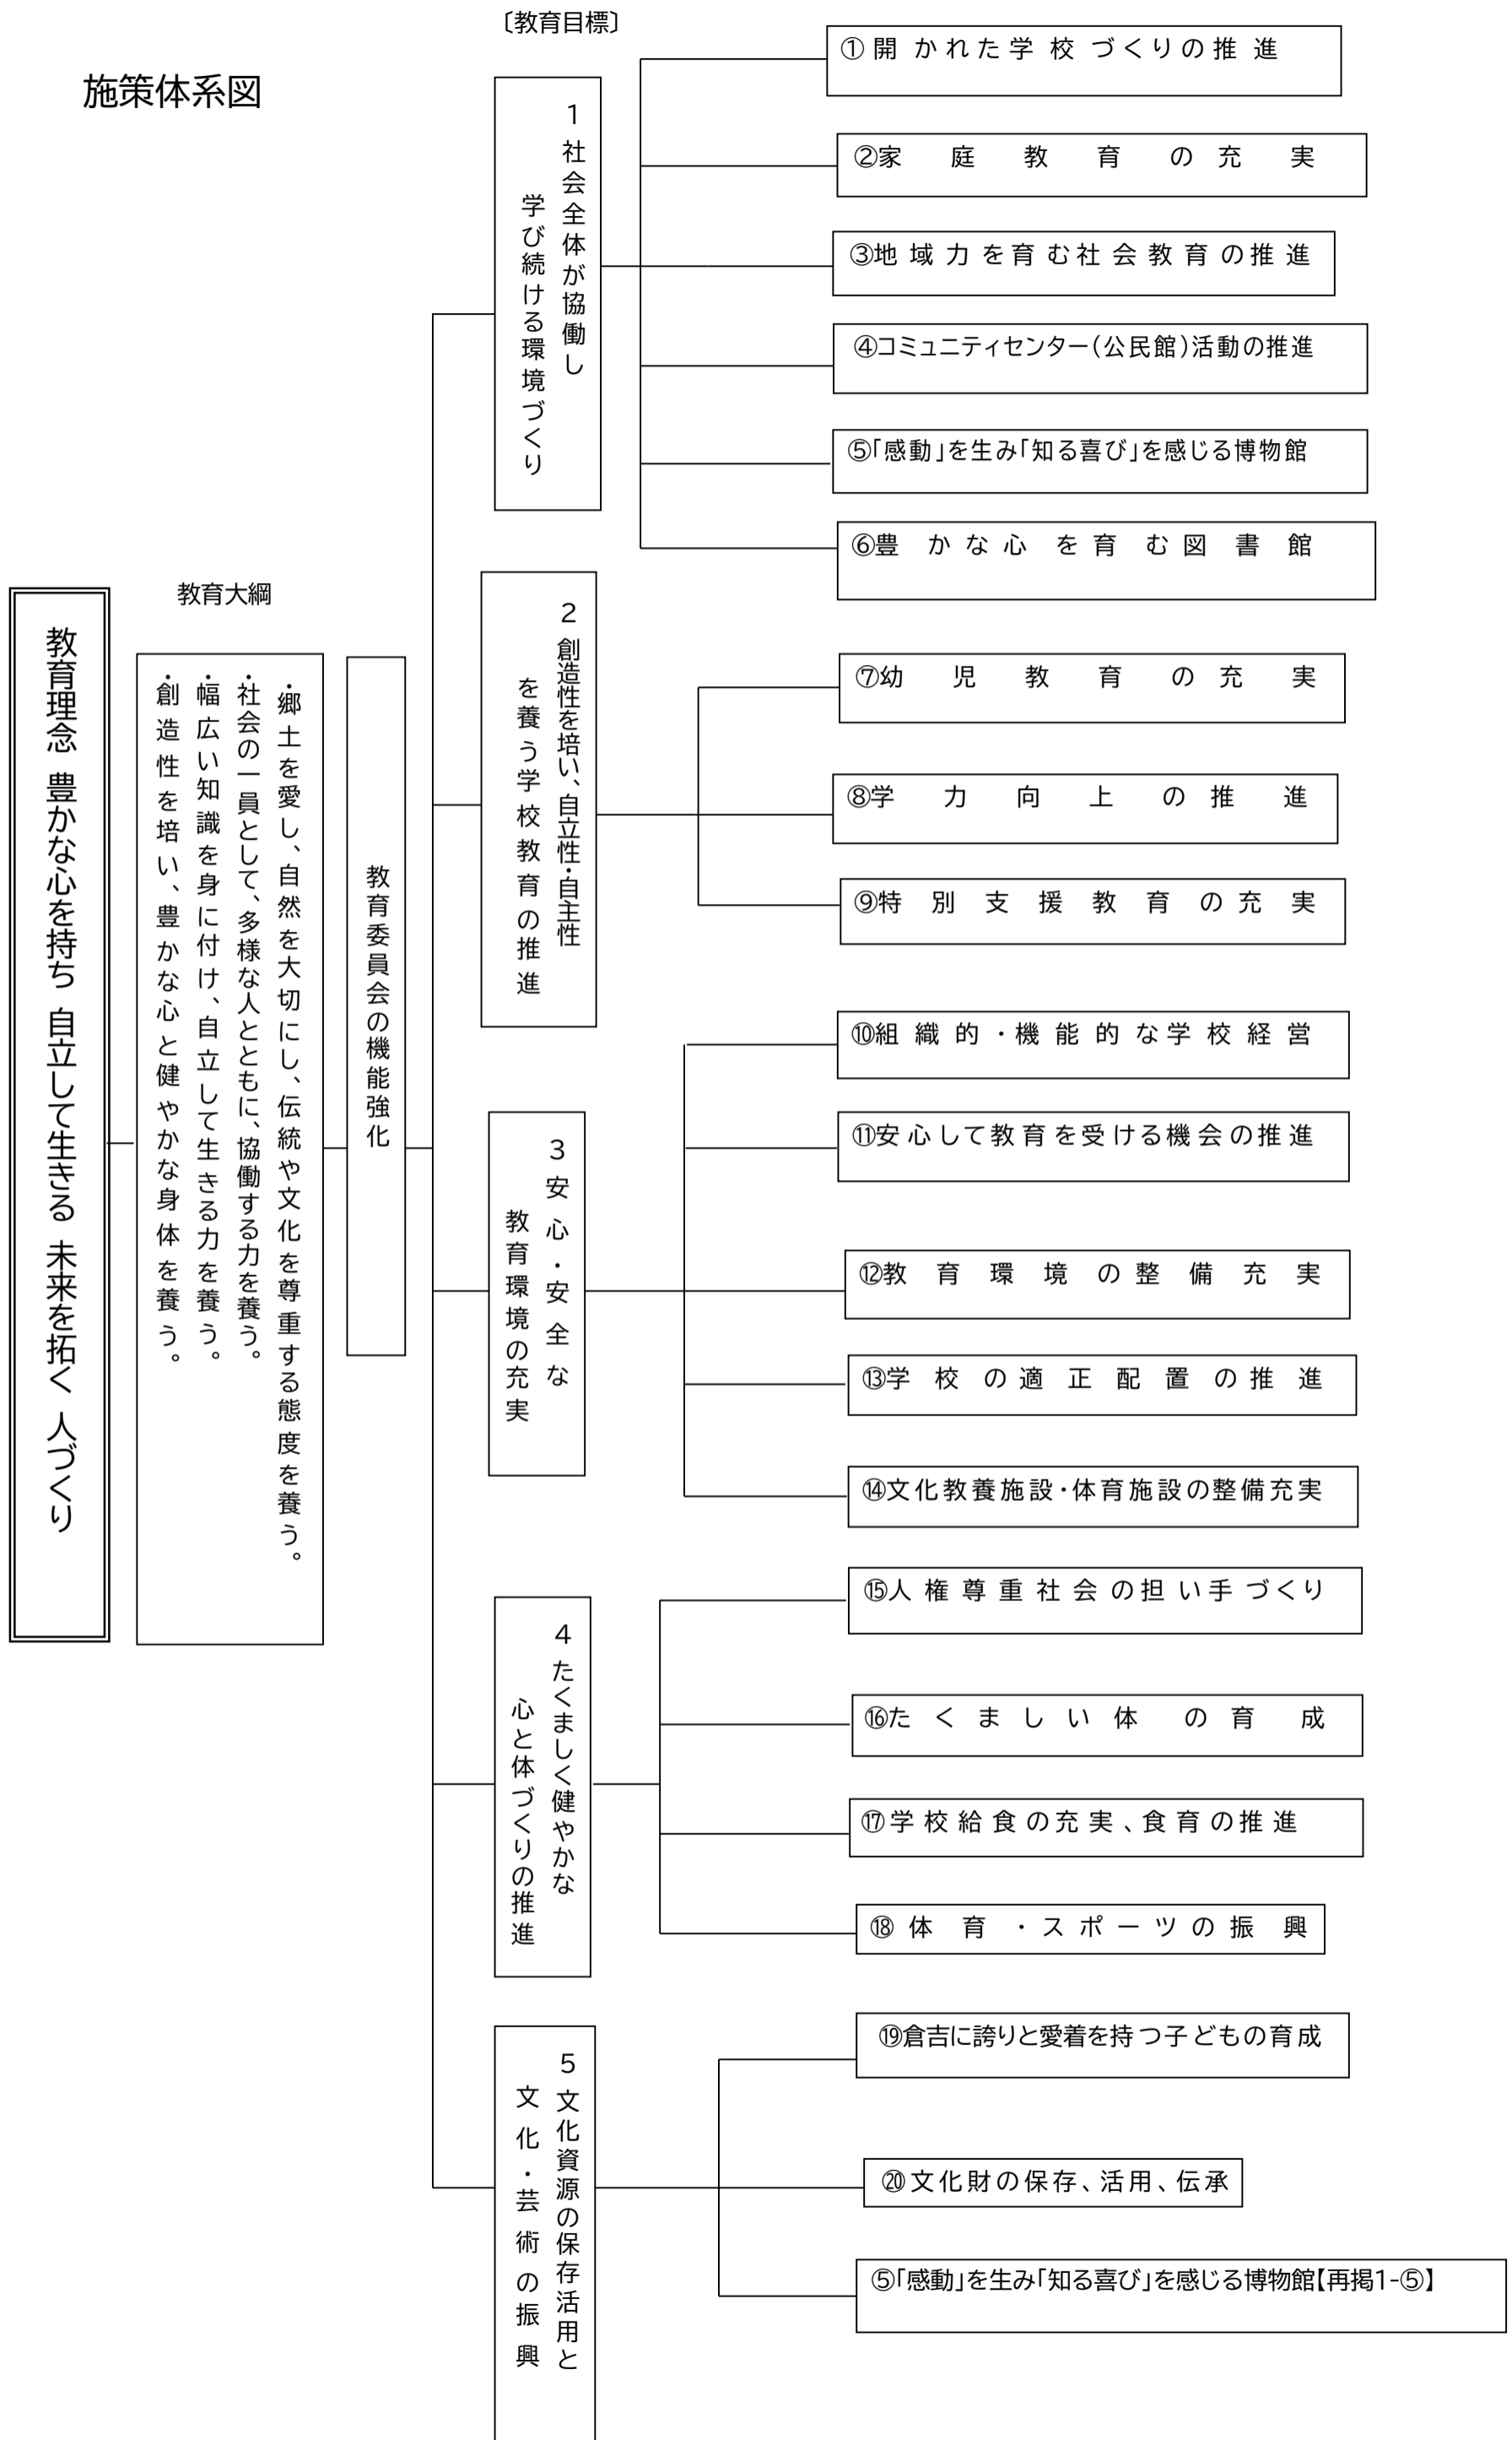 施策体系図
教育理念　豊かな心を持ち　自立して生きる　未来を拓く　人づくり
教育大綱
・郷土を愛し、自然を大切にし、伝統や文化を尊重する態度を養う。
・社会の一員として、多様な人とともに、協働する力を養う。
・幅広い知識を身に付け、自立して生きる力を養う。
・創造性を培い、豊かな心と健やかな身体を養う。
教育委員会の機能強化
〔教育目標〕
1 社会全体が協働し
学び続ける環境づくり
①開かれた学校づくりの推進
②家庭教育の充実
③地域力を育む社会教育の推進
④コミュニティセンター（公民館）活動の推進
⑤「感動」を生み「知る喜び」を感じる博物館
⑥豊かな心を育む図書館
2 創造性を培い、自立性・自主性
を養う学校教育の推進
⑦幼児教育の充実
⑧学力向上の推進
⑨特別支援教育の充実
3 安心・安全な
教育環境の充実
⑩組織的・機能的な学校経営
⑪安心して教育を受ける機会の推進
⑫教育環境の整備充実
⑬学校の適正配置の推進
⑭文化教養施設・体育施設の整備充実
4 たくましく健やかな
心と体づくりの推進
⑮人権尊重社会の担い手づくり
⑯たくましい体の育成
⑰学校給食の充実、食育の推進
⑱体育・スポーツの振興
5 文化資源の保存活用と
文化・芸術の振興
⑲倉吉に誇りと愛着を持つ子どもの育成
⑳文化財の保存、活用、伝承
⑤「感動」を生み「知る喜び」を感じる博物館【再掲1-⑤】